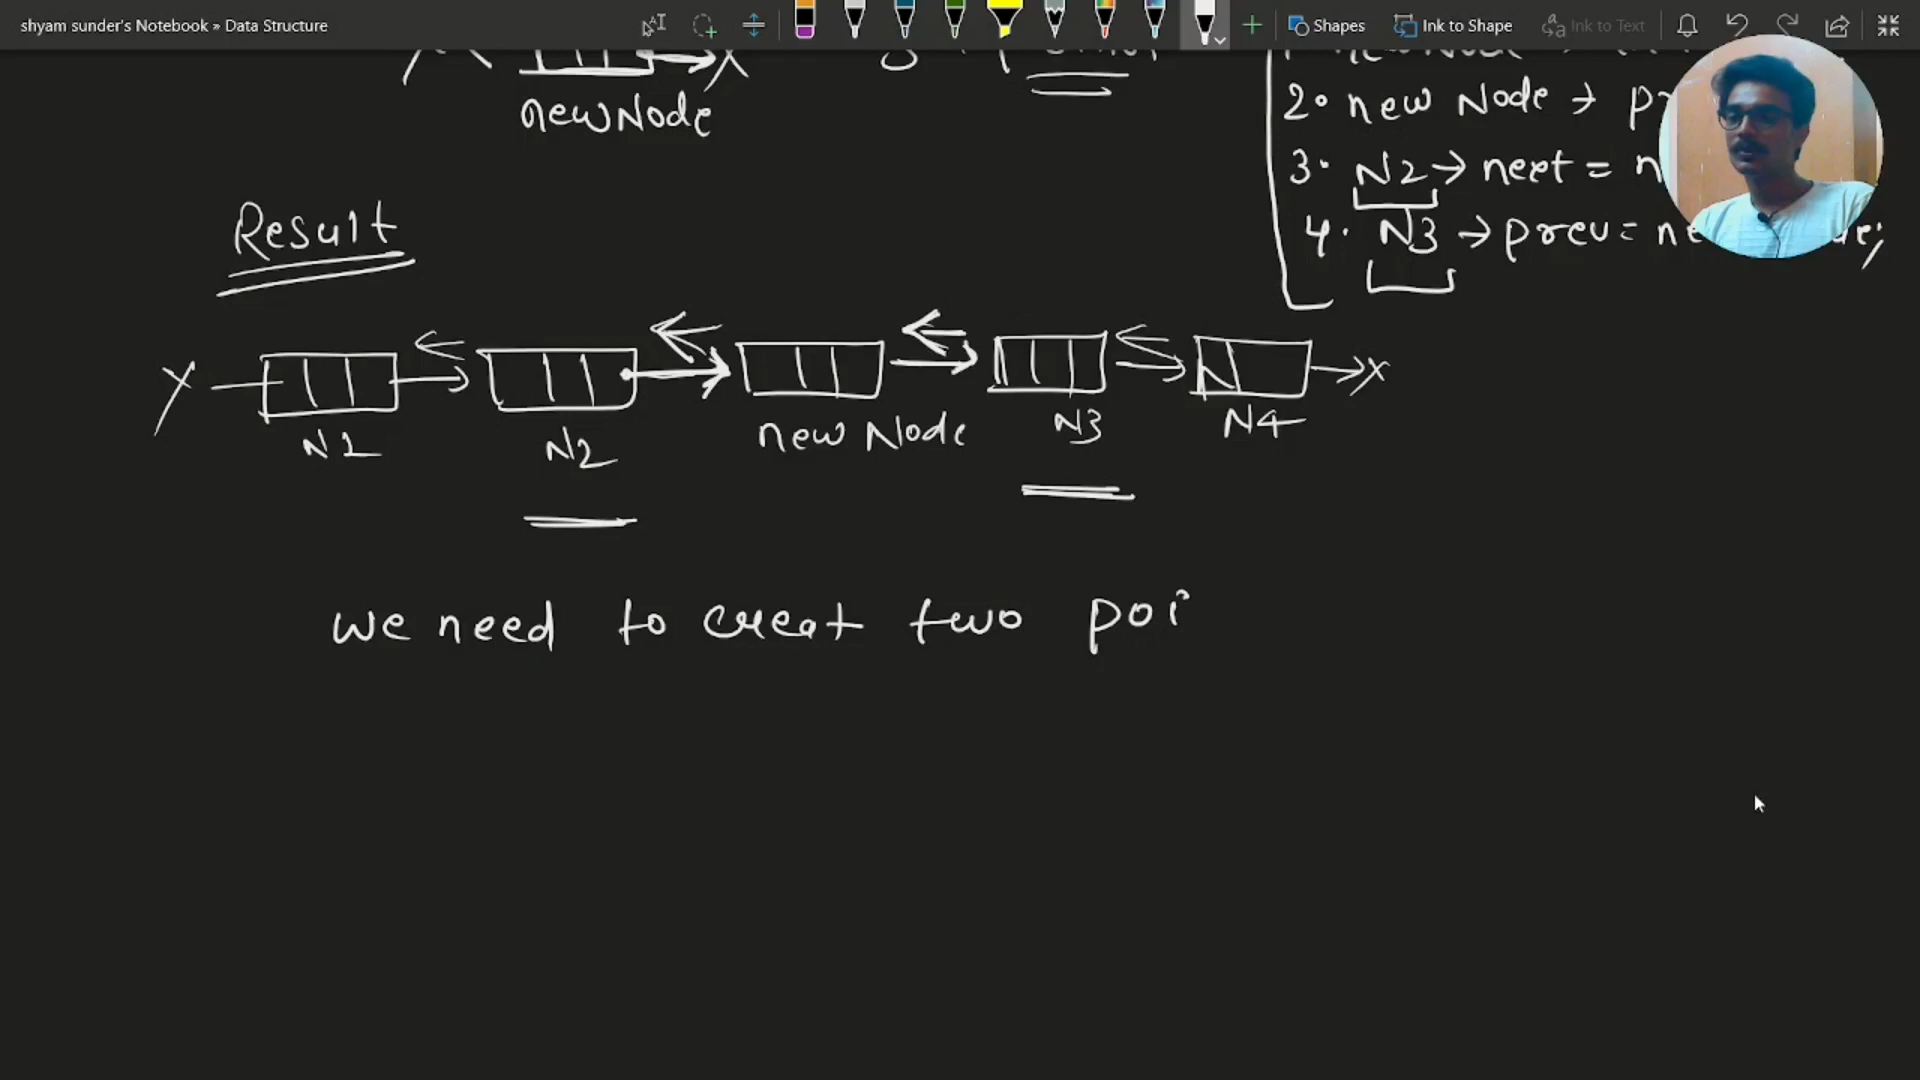 shyam sunder's Notebook » Data Structure
Shapes
Ink to Shape
Ink to Text
newNode
2. new Node →
3. N2 → next =
4. N3 → prev =
Result
X X
N1 N2 new Node N3 N4
we need to creat two poi